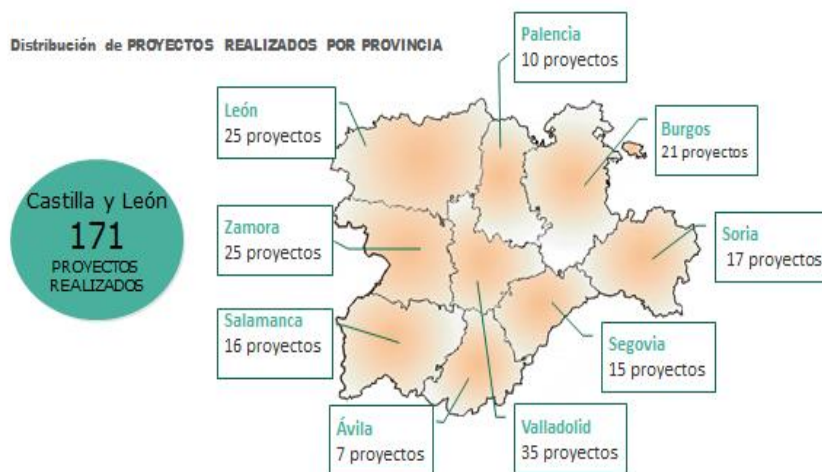 Distribución de PROYECTOS REALIZADOS POR PROVINCIA
Palencia
10 proyectos
León
25 proyectos
Burgos
21 proyectos
Castilla y León
171
PROYECTOS
REALIZADOS
Zamora
25 proyectos
Soria
17 proyectos
Salamanca
16 proyectos
Segovia
15 proyectos
Ávila
7 proyectos
Valladolid
35 proyectos